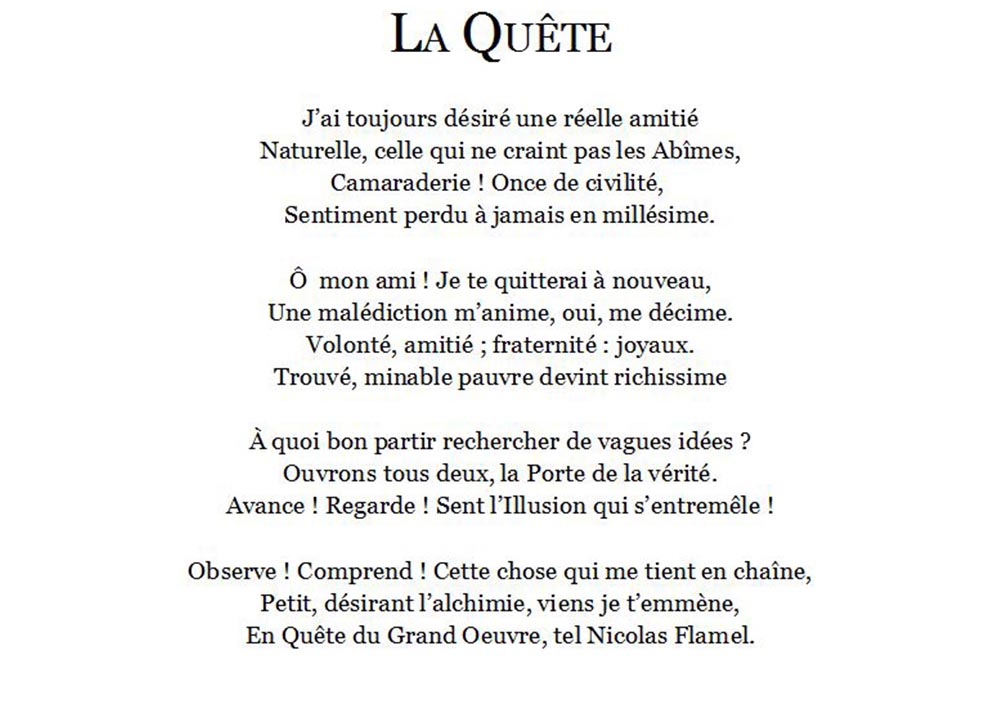 La Quête
J’ai toujours désiré une réelle amitié
Naturelle, celle qui ne craint pas les Abîmes,
Camaraderie ! Once de civilité,
Sentiment perdu à jamais en millésime.
Ô  mon ami ! Je te quitterai à nouveau,
Une malédiction m’anime, oui, me décime.
Volonté, amitié ; fraternité : joyaux.
Trouvé, minable pauvre devint richissime
À quoi bon partir rechercher de vagues idées ?
Ouvrons tous deux, la Porte de la vérité.
Avance ! Regarde ! Sent l’Illusion qui s’entremêle !
Observe ! Comprend ! Cette chose qui me tient en chaîne,
Petit, désirant l’alchimie, viens je t’emmène,
En Quête du Grand Oeuvre, tel Nicolas Flamel.